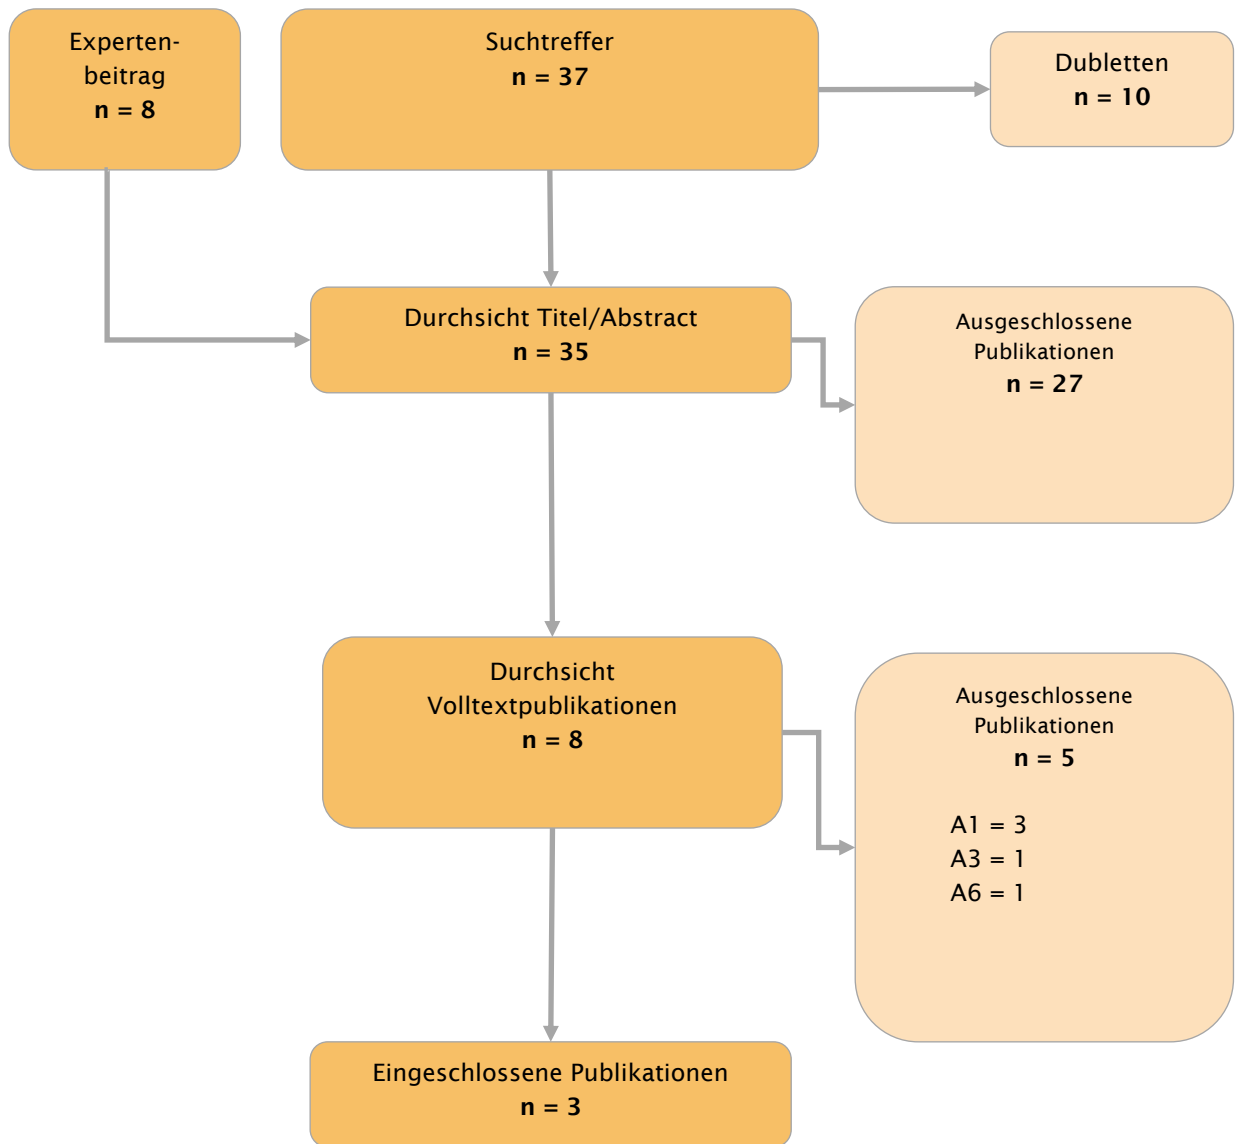 Experten-
beitrag
n = 8
Suchtreffer
n = 37
Dubletten
n = 10
Durchsicht Titel/Abstract
n = 35
Ausgeschlossene
Publikationen
n = 27
Durchsicht
Volltextpublikationen
n = 8
Ausgeschlossene
Publikationen
n = 5
A1 = 3
A3 = 1
A6 = 1
Eingeschlossene Publikationen
n = 3